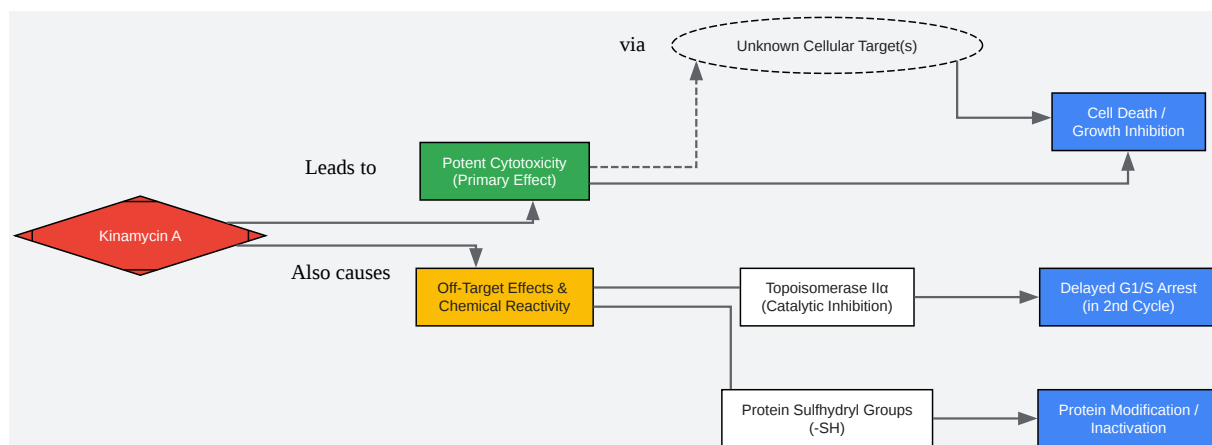 via
Unknown Cellular Target(s)
Cell Death /
Growth Inhibition
Leads to
Potent Cytotoxicity
(Primary Effect)
Kinamycin A
Also causes
Off-Target Effects &
Chemical Reactivity
Topoisomerase IIα
(Catalytic Inhibition)
Delayed G1/S Arrest
(in 2nd Cycle)
Protein Sulfhydryl Groups
(-SH)
Protein Modification /
Inactivation